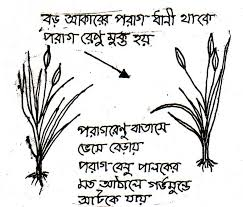 বড় আকারের পরাগ ধানী থাকে
পরাগ রেণু মুক্ত হয়
পরাগরেণু বাতাসে
ভেসে বেড়ায়
পরাগ রেণু পালকের
মত আঠাল গর্ভমুন্ডে
আটকে যায়